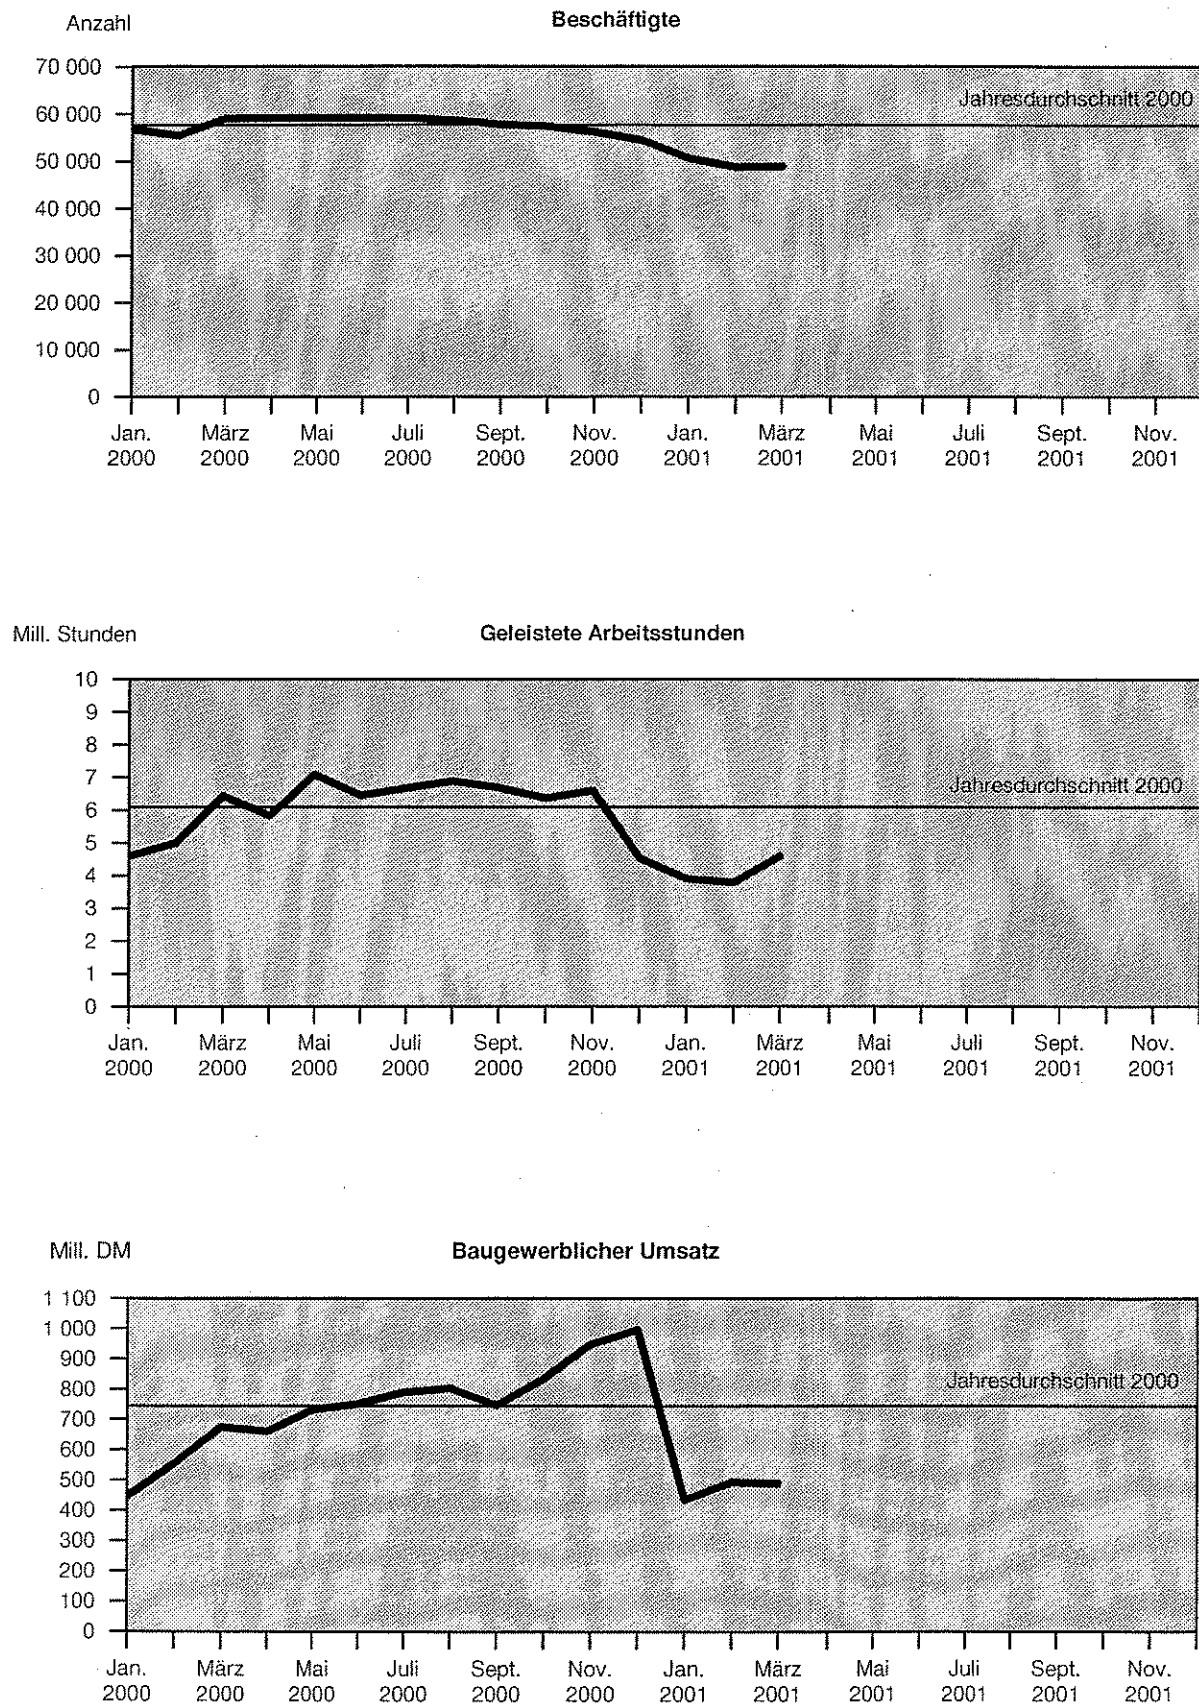 Beschäftigte
Anzahl
70 000
Jahresdurchschnitt 2000
60 000
50 000
40 000
30 000
20 000
10 000
0
Jan. März Mai Juli Sept. Nov. Jan. März Mai Juli Sept. Nov.
2000 2000 2000 2000 2000 2000 2001 2001 2001 2001 2001 2001
Mill. Stunden Geleistete Arbeitsstunden
10
9
8
7
Jahresdurchschnitt 2000
6
5
4
3
2
1
0
Jan. März Mai Juli Sept. Nov. Jan. März Mai Juli Sept. Nov.
2000 2000 2000 2000 2000 2000 2001 2001 2001 2001 2001 2001
Mill. DM Baugewerblicher Umsatz
1 100
1 000
900
800
Jahresdurchschnitt 2000
700
600
500
400
300
200
100
0
Jan. März Mai Juli Sept. Nov. Jan. März Mai Juli Sept. Nov.
2000 2000 2000 2000 2000 2000 2001 2001 2001 2001 2001 2001